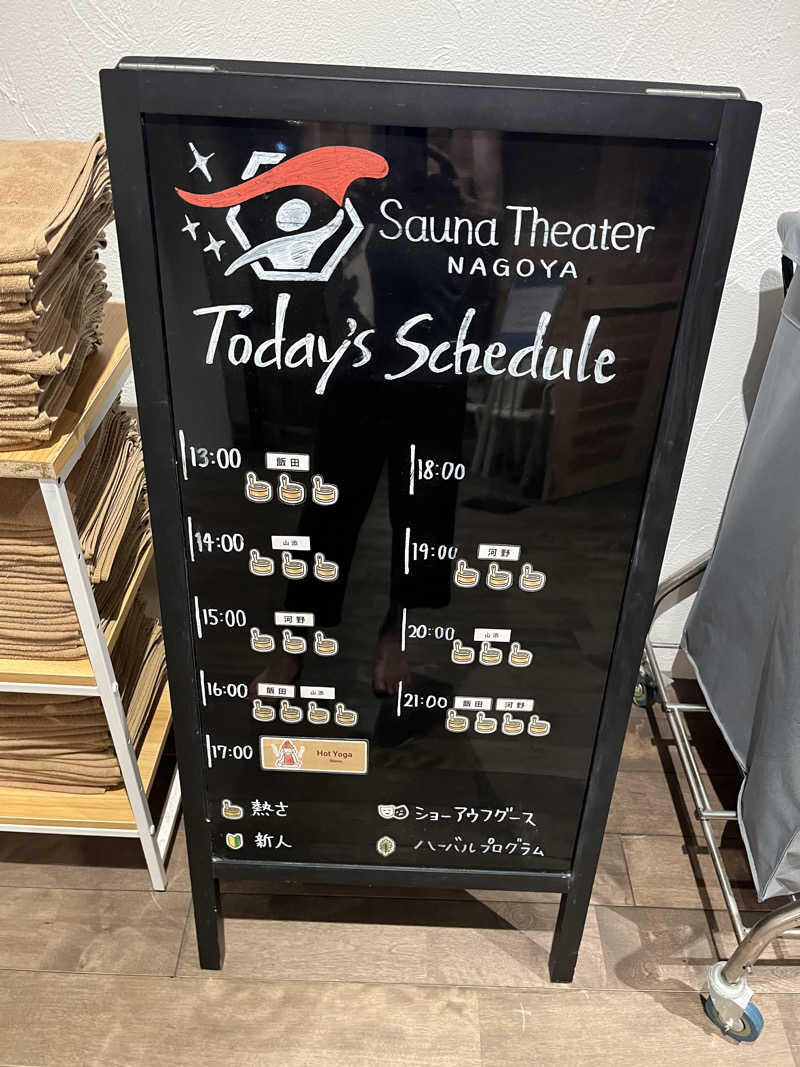 Sauna Theater
NAGOYA
Today's Schedule
13:00 飯田
14:00 山添
15:00 河野
16:00 飯田 山添
17:00 Hot Yoga
18:00
19:00 河野
20:00 山添
21:00 飯田 河野
熱さ
新人
ショーアウフグース
ハーバルプログラム